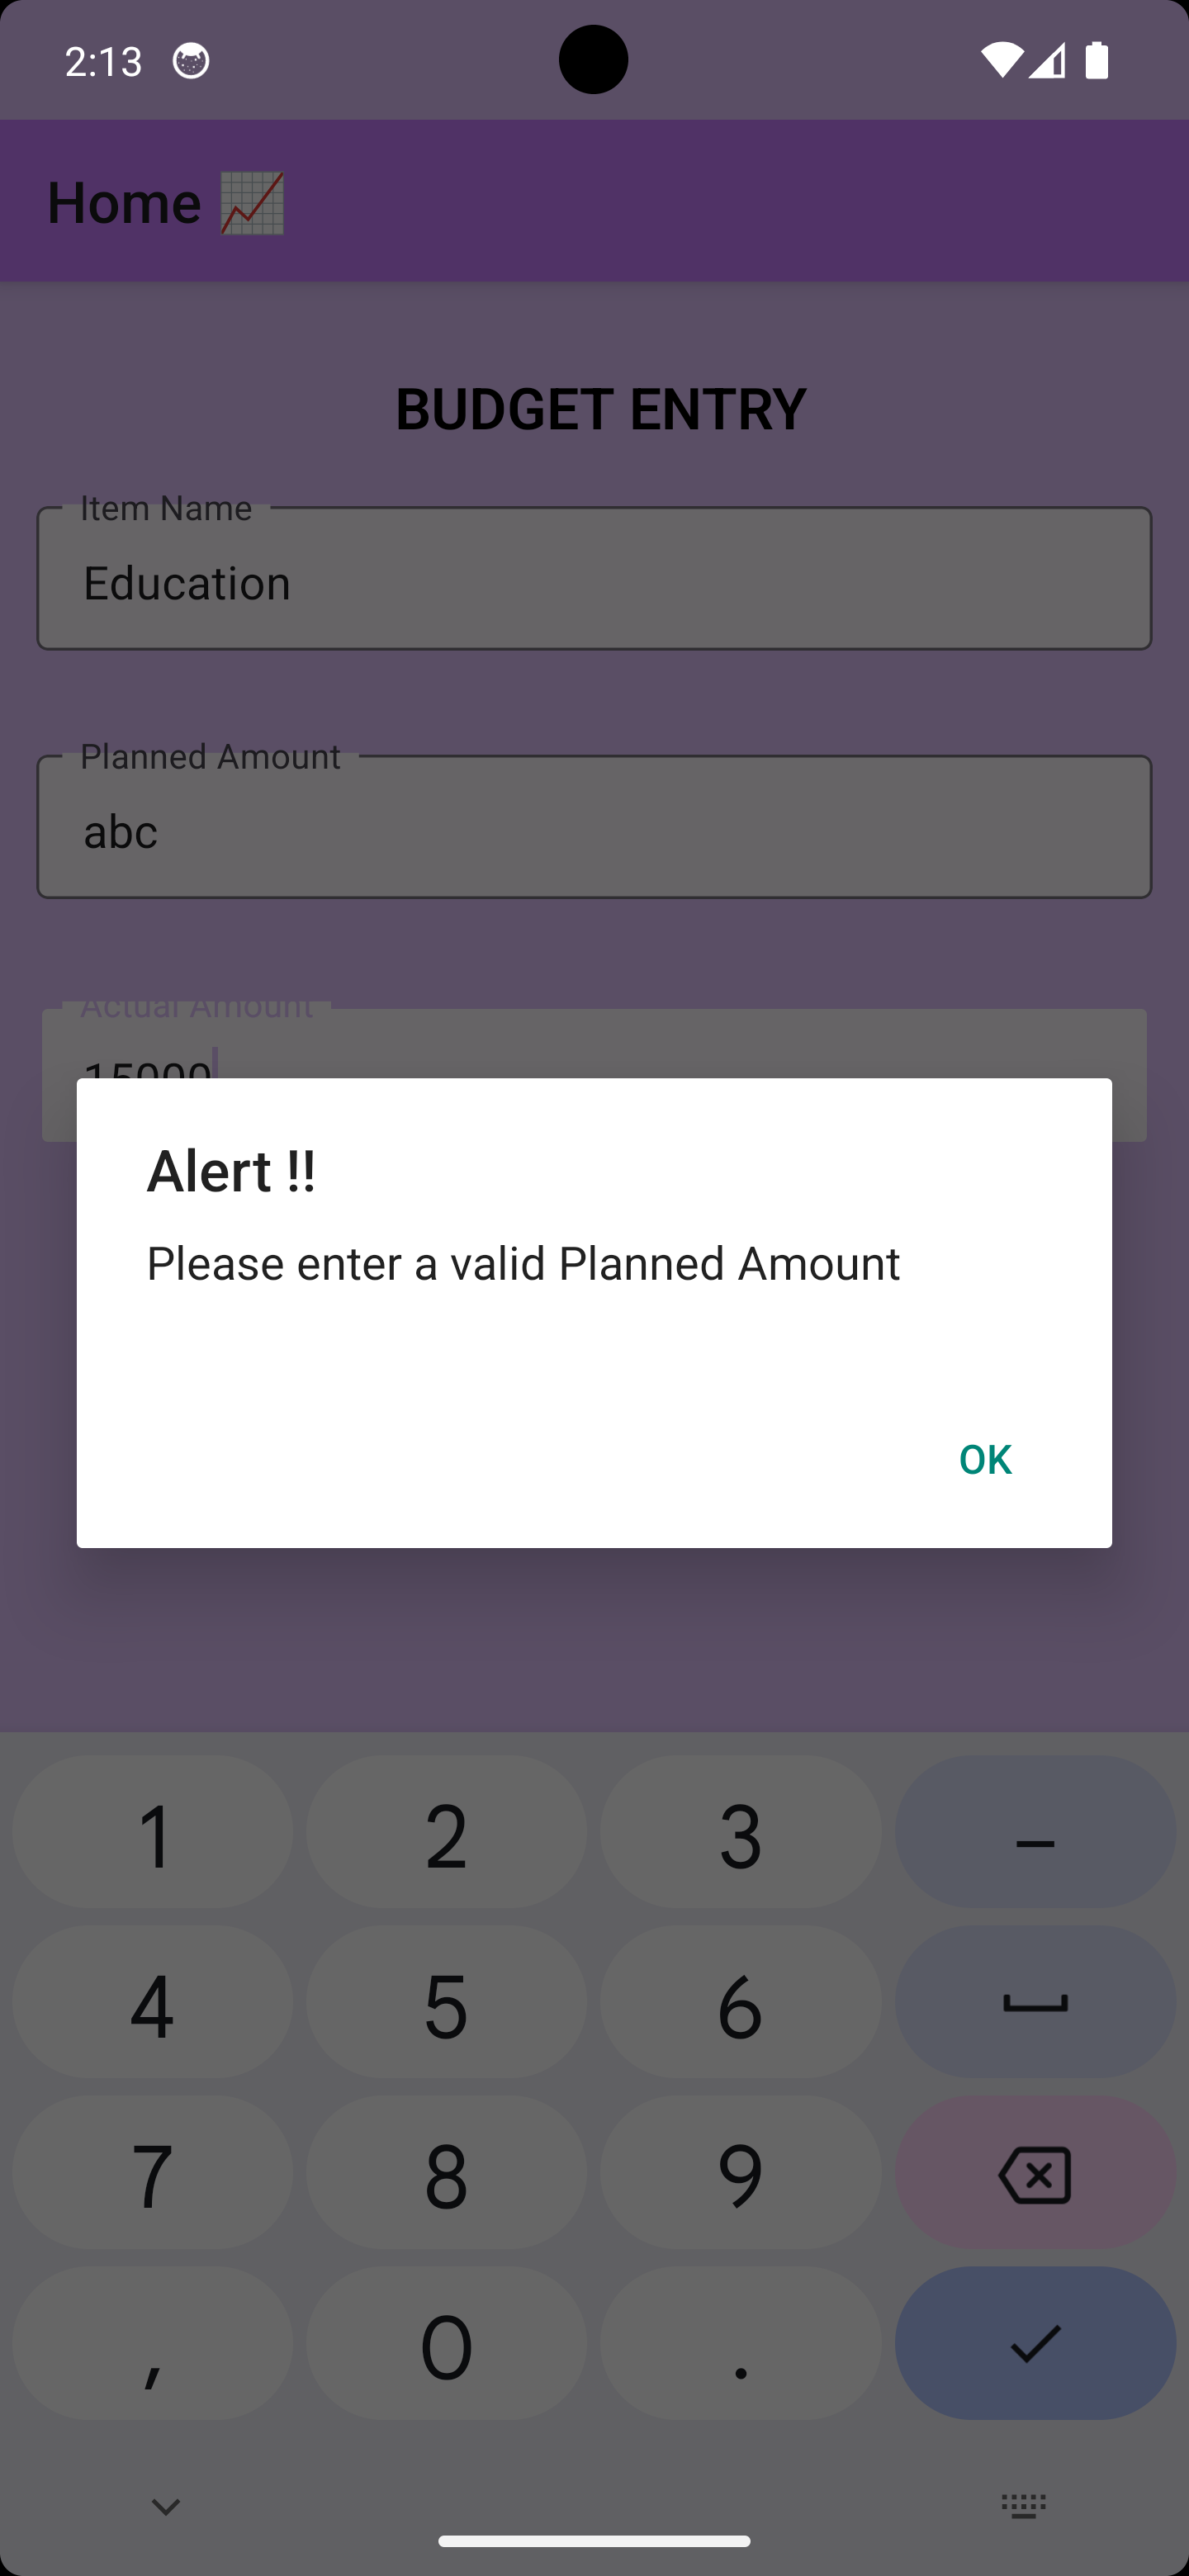 2:13
Home 📈
BUDGET ENTRY
Item Name
Education
Planned Amount
abc
Actual Amount
15000
Alert !!
Please enter a valid Planned Amount
OK
1 2 3 –
4 5 6
7 8 9
, 0 .